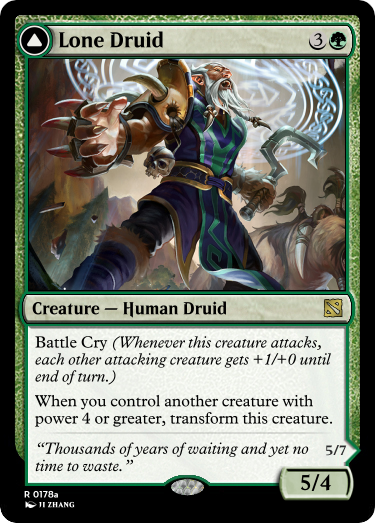 Lone Druid 3
Creature — Human Druid
Battle Cry (Whenever this creature attacks,
each other attacking creature gets +1/+0 until
end of turn.)
When you control another creature with
power 4 or greater, transform this creature.
“Thousands of years of waiting and yet no
time to waste.”
5/7
5/4
R 0178a
JI ZHANG